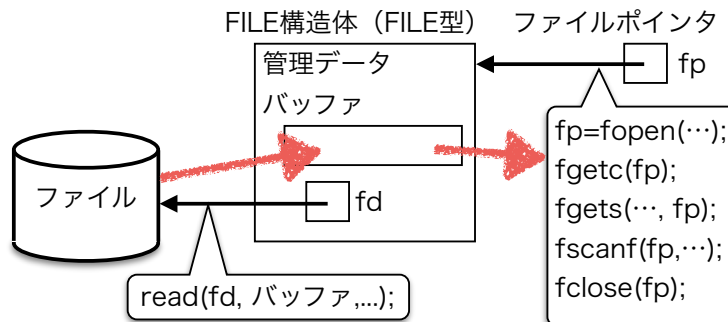 FILE構造体（FILE型）
ファイルポインタ
管理データ
fp
バッファ
fp=fopen(…);
fgetc(fp);
fgets(…, fp);
fscanf(fp,…);
fclose(fp);
ファイル
fd
read(fd, バッファ,...);